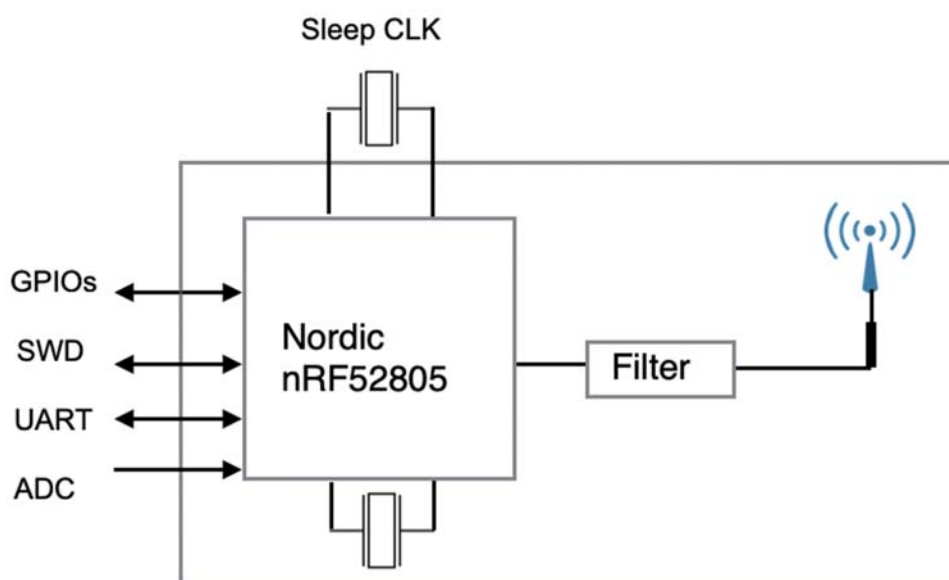 Sleep CLK
GPIOs
SWD
UART
ADC
Nordic
nRF52805
Filter